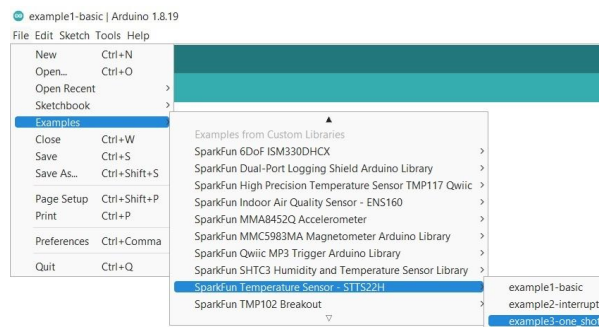 example1-basic | Arduino 1.8.19
File Edit Sketch Tools Help
New Ctrl+N
Open... Ctrl+O
Open Recent
Sketchbook
Examples
Close Ctrl+W
Save Ctrl+S
Save As... Ctrl+Shift+S
Page Setup Ctrl+Shift+P
Print Ctrl+P
Preferences Ctrl+Comma
Quit Ctrl+Q
Examples from Custom Libraries
SparkFun 6DoF ISM330DHCX
SparkFun Dual-Port Logging Shield Arduino Library
SparkFun High Precision Temperature Sensor TMP117 Qwiic
SparkFun Indoor Air Quality Sensor - ENS160
SparkFun MMA8452Q Accelerometer
SparkFun MMC5983MA Magnetometer Arduino Library
SparkFun Qwiic MP3 Trigger Arduino Library
SparkFun SHTC3 Humidity and Temperature Sensor Library
SparkFun Temperature Sensor - STTS22H
SparkFun TMP102 Breakout
example1-basic
example2-interrupt
example3-one_shot